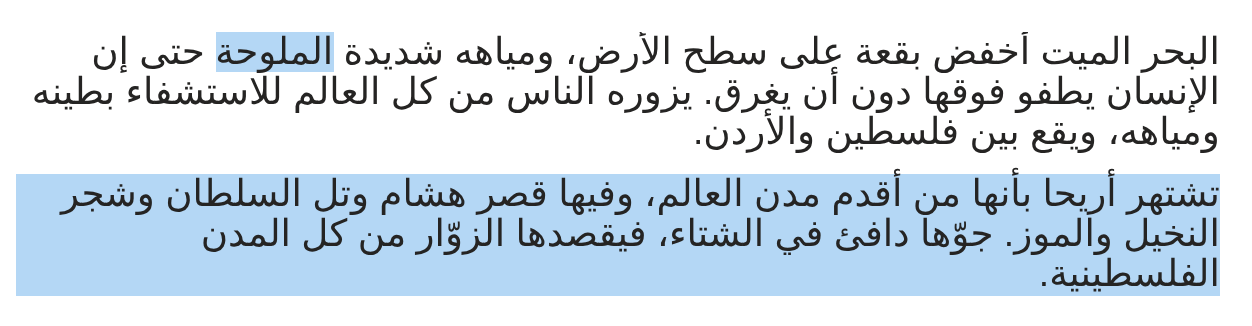 البحر الميت أخفض بقعة على سطح الأرض، ومياهه شديدة الملوحة حتى إن
الإنسان يطفو فوقها دون أن يغرق. يزوره الناس من كل العالم للاستشفاء بطينه
ومياهه، ويقع بين فلسطين والأردن.
تشتهر أريحا بأنها من أقدم مدن العالم، وفيها قصر هشام وتل السلطان وشجر
النخيل والموز. جوّها دافئ في الشتاء، فيقصدها الزوّار من كل المدن
الفلسطينية.